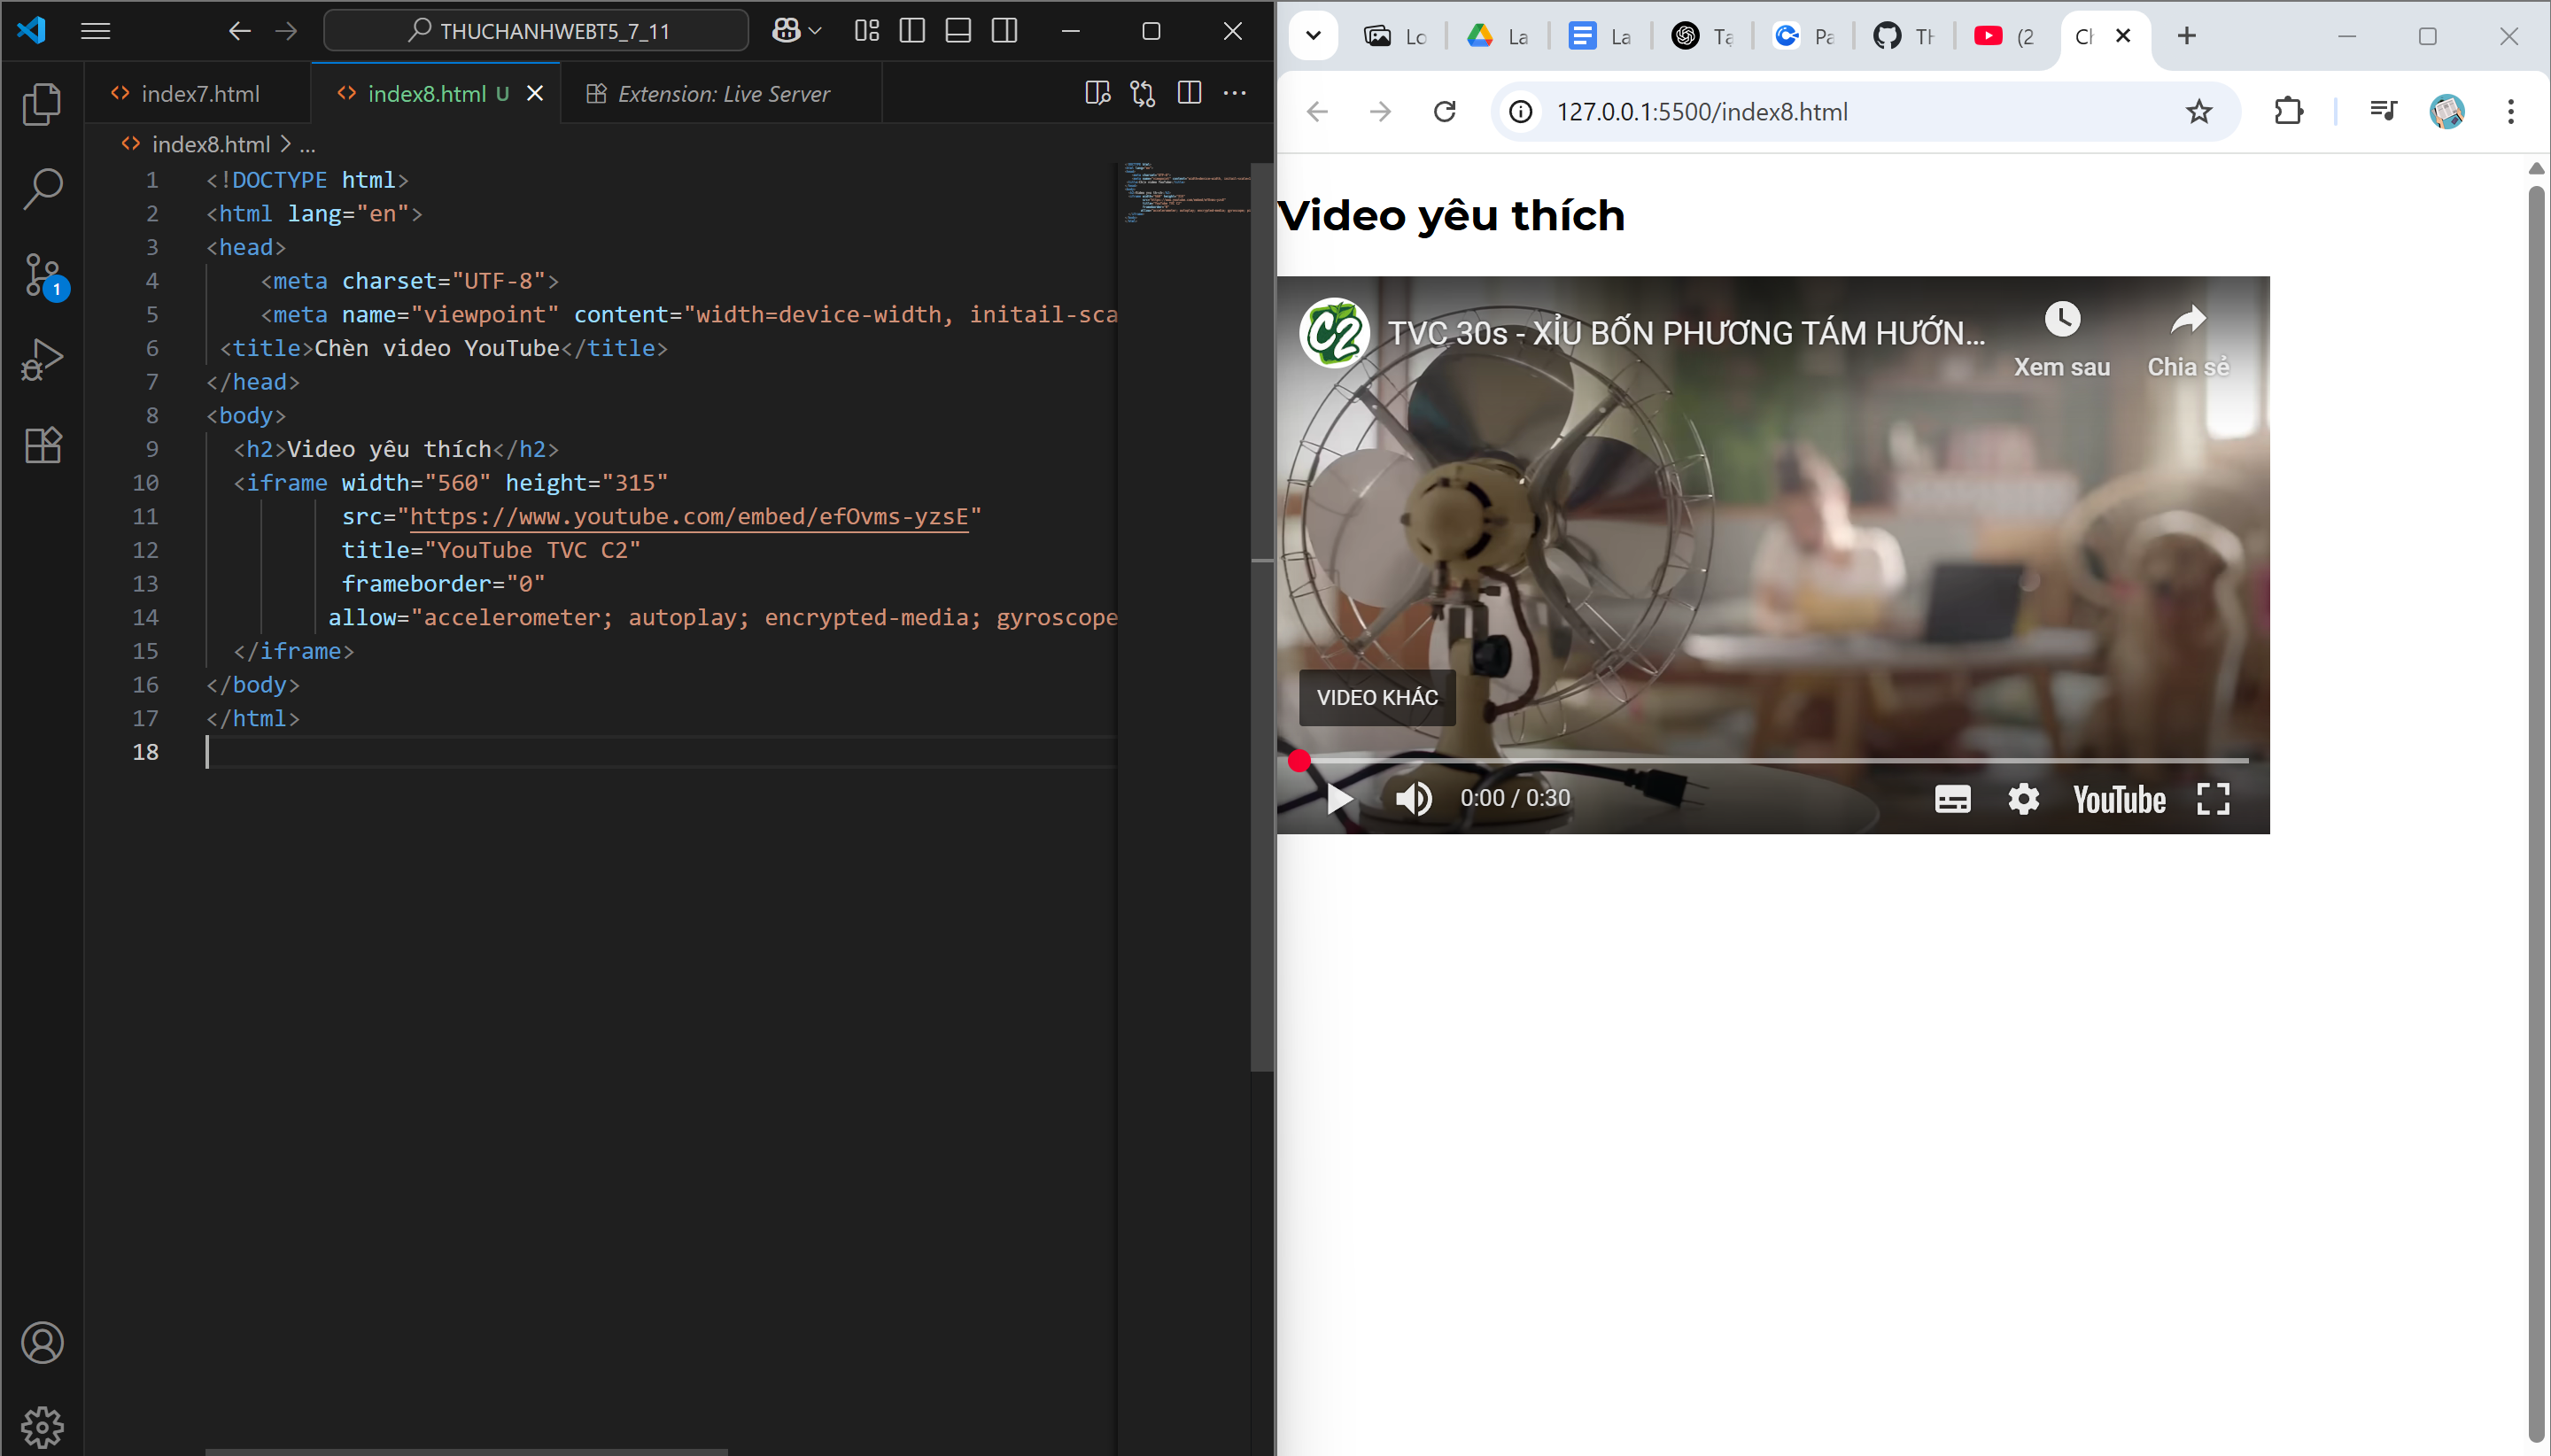 THUCHANHWEBT5_7_11
index7.html
index8.html U
Extension: Live Server
index8.html > ...
1 <!DOCTYPE html>
2 <html lang="en">
3 <head>
4 <meta charset="UTF-8">
5 <meta name="viewpoint" content="width=device-width, initail-sca
6 <title>Chèn video YouTube</title>
7 </head>
8 <body>
9 <h2>Video yêu thích</h2>
10 <iframe width="560" height="315"
11 src="https://www.youtube.com/embed/efOvms-yzsE"
12 title="YouTube TVC C2"
13 frameborder="0"
14 allow="accelerometer; autoplay; encrypted-media; gyroscope
15 </iframe>
16 </body>
17 </html>
18
1
Lo
La
La
Tạ
Pa
TH
(2
Ch
127.0.0.1:5500/index8.html
Video yêu thích
C2
TVC 30s - XỈU BỐN PHƯƠNG TÁM HƯỚN...
Xem sau
Chia sẻ
VIDEO KHÁC
0:00 / 0:30
YouTube